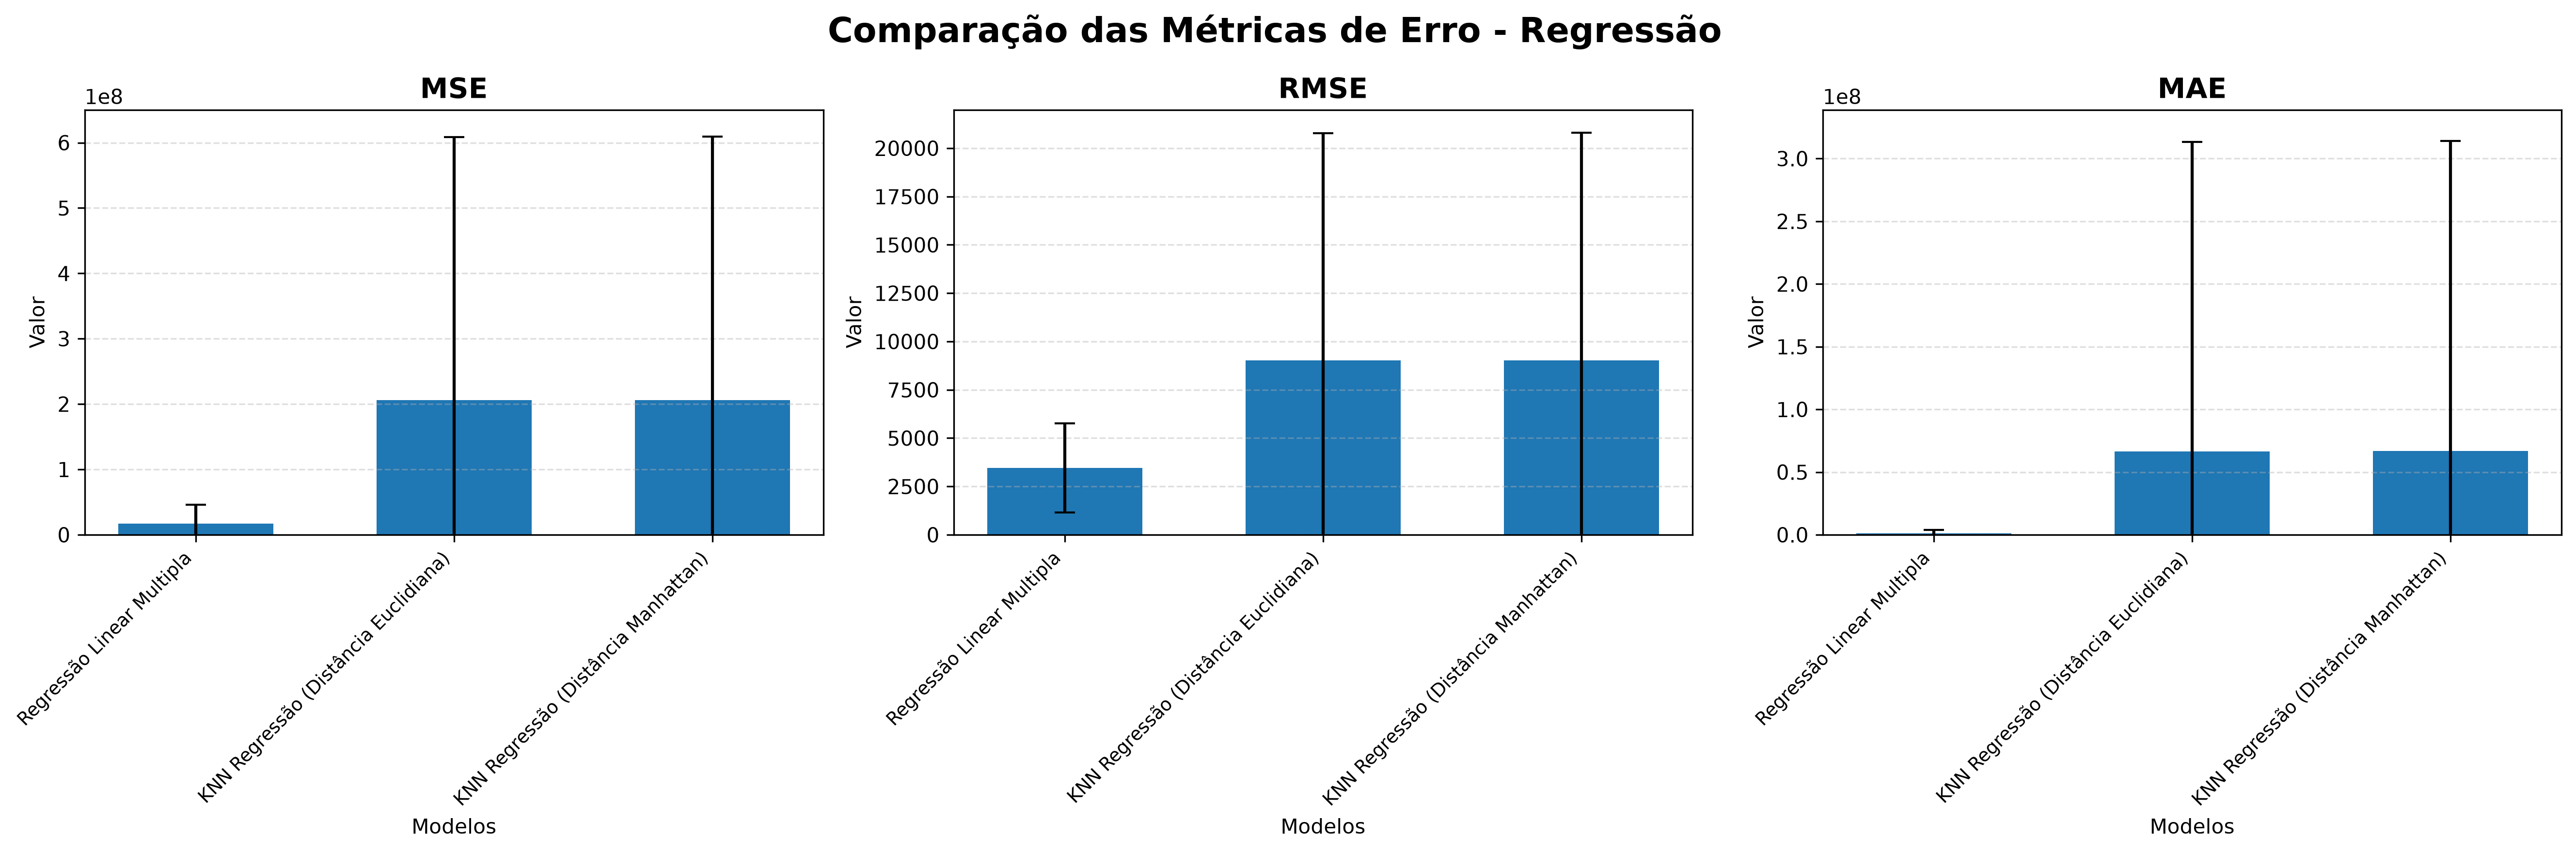 Comparação das Métricas de Erro - Regressão
MSE
1e8
6
5
4
3
2
1
0
Valor
Regressão Linear Multipla
KNN Regressão (Distância Euclidiana)
KNN Regressão (Distância Manhattan)
Modelos
RMSE
20000
17500
15000
12500
10000
7500
5000
2500
0
Valor
Regressão Linear Multipla
KNN Regressão (Distância Euclidiana)
KNN Regressão (Distância Manhattan)
Modelos
MAE
1e8
3.0
2.5
2.0
1.5
1.0
0.5
0.0
Valor
Regressão Linear Multipla
KNN Regressão (Distância Euclidiana)
KNN Regressão (Distância Manhattan)
Modelos